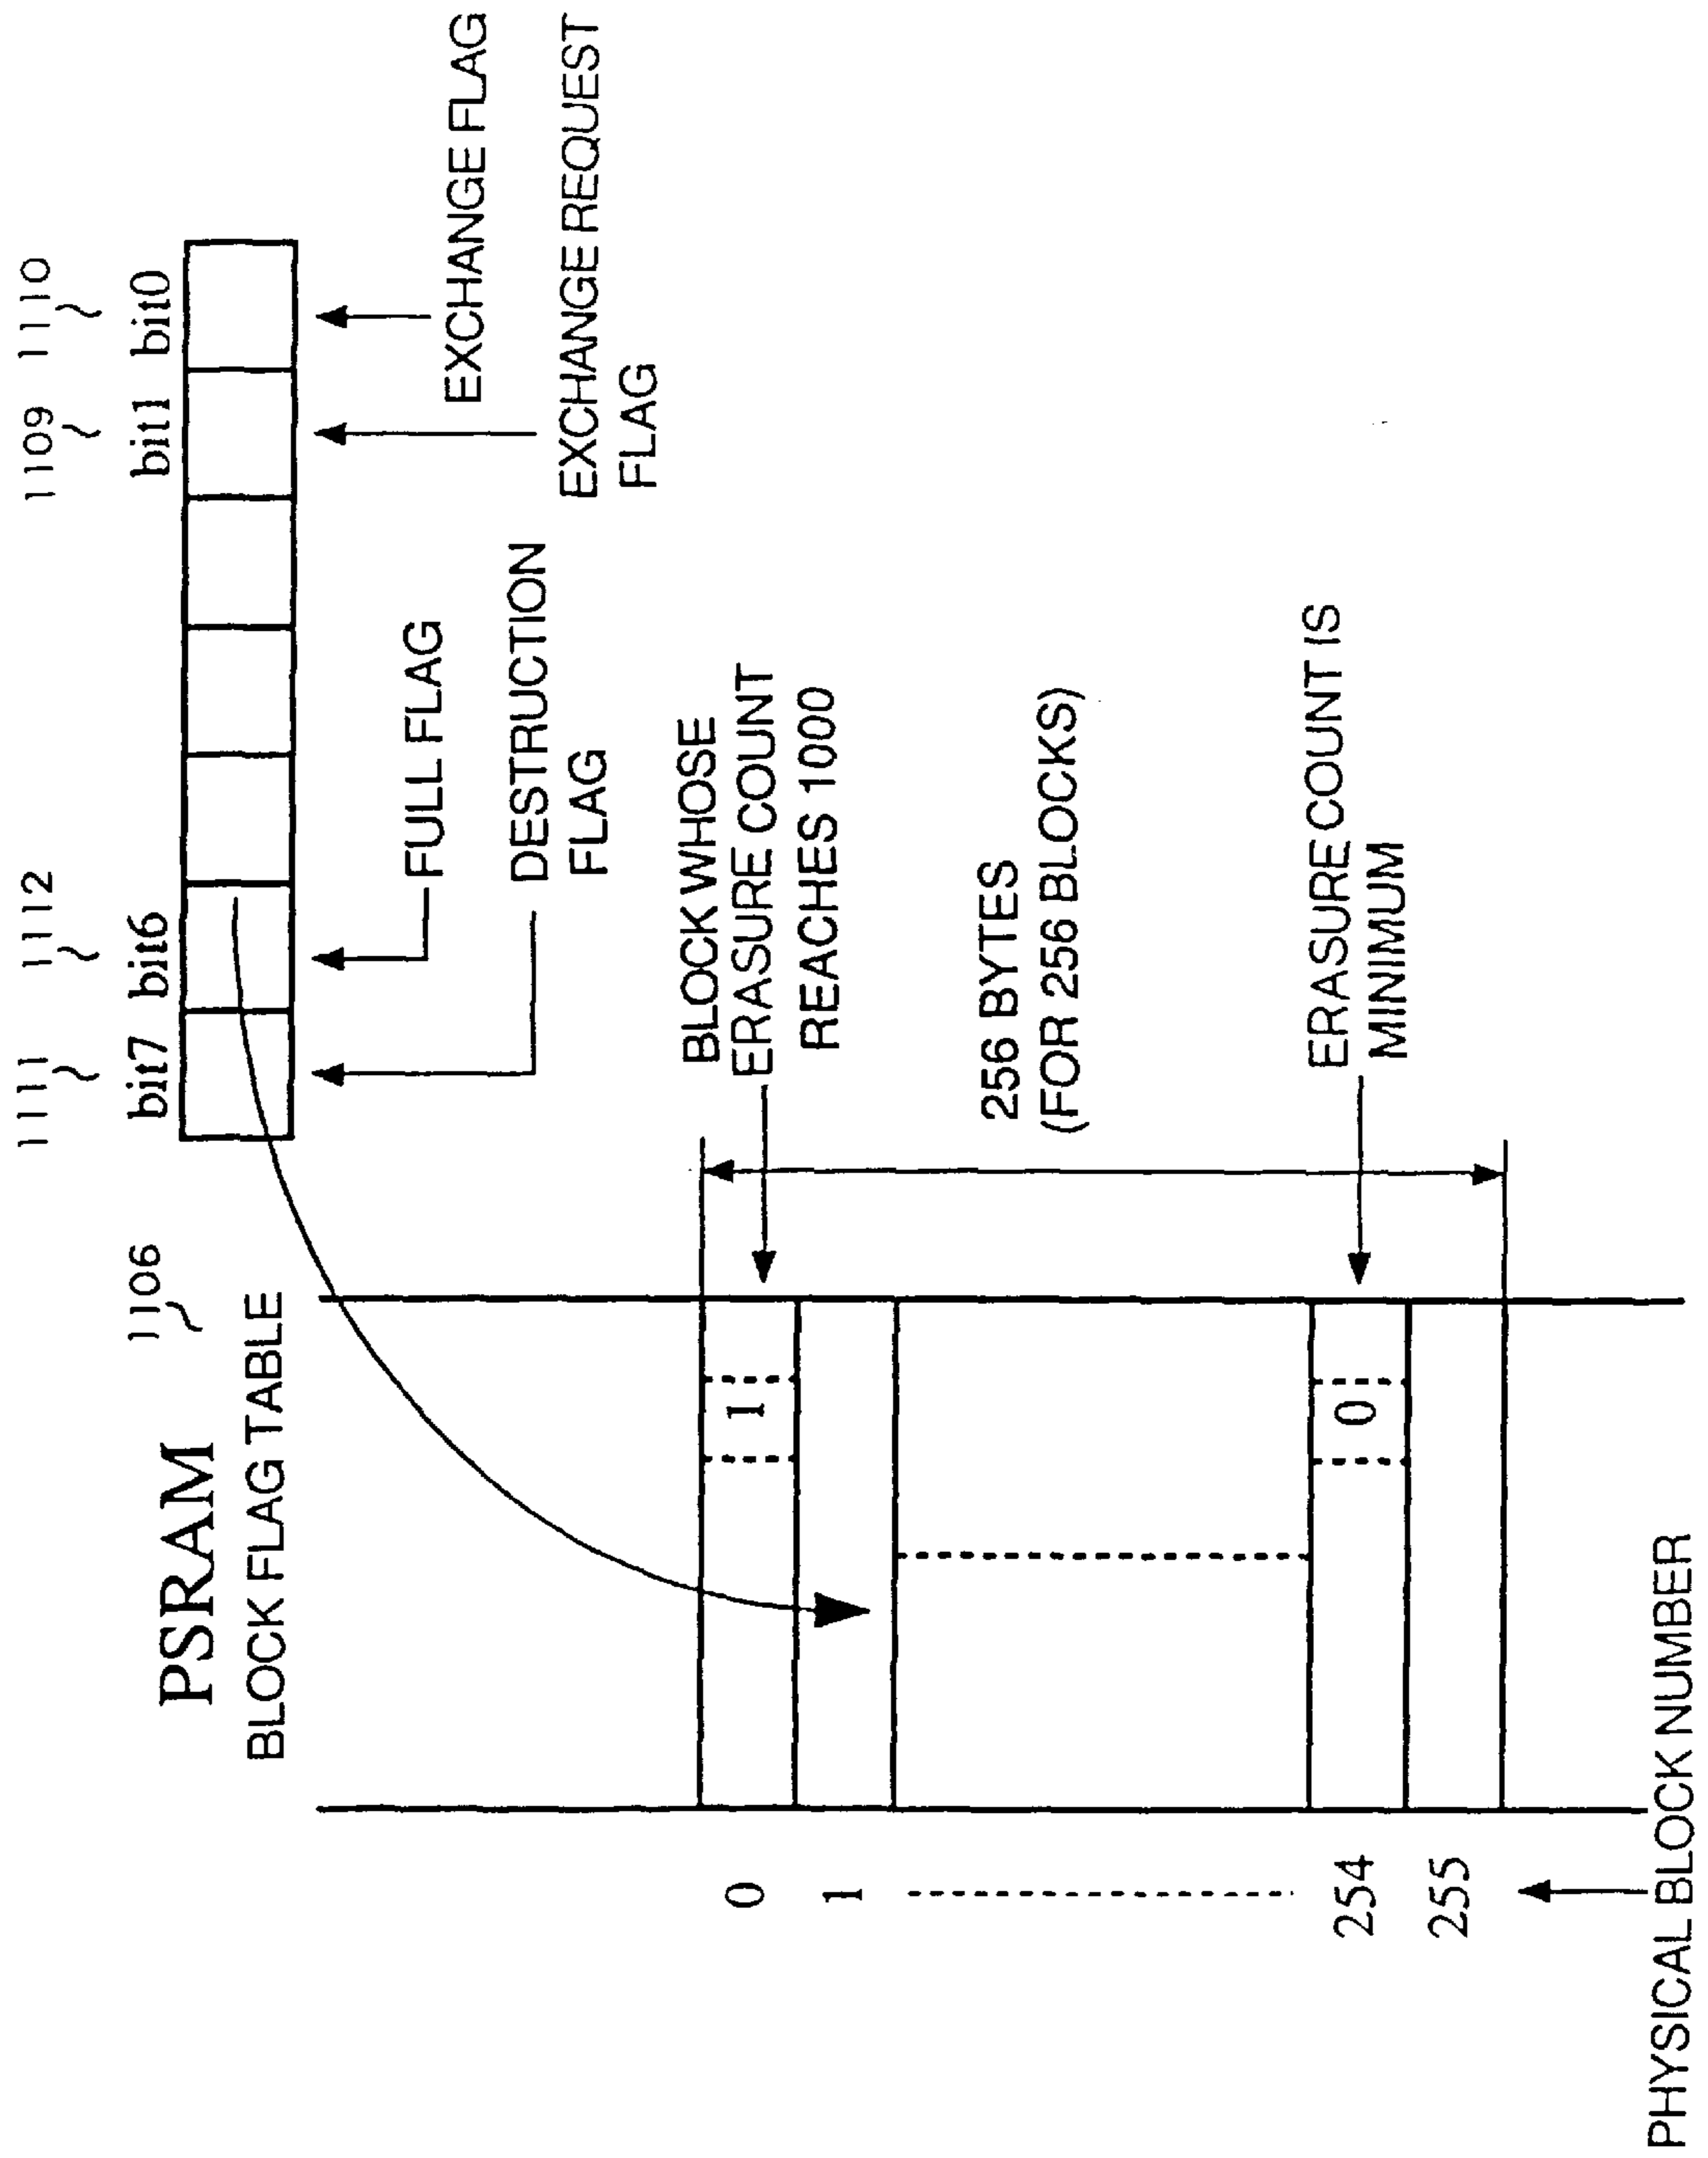 PSRAM
1106
BLOCK FLAG TABLE
1111
1112
1109
1110
bit7 bit6
bit1 bit0
FULL FLAG
DESTRUCTION
FLAG
EXCHANGE FLAG
EXCHANGE REQUEST
FLAG
0
1
BLOCK WHOSE
ERASURE COUNT
REACHES 1000
1
256 BYTES
(FOR 256 BLOCKS)
254
0
ERASURE COUNT IS
MINIMUM
255
PHYSICAL BLOCK NUMBER